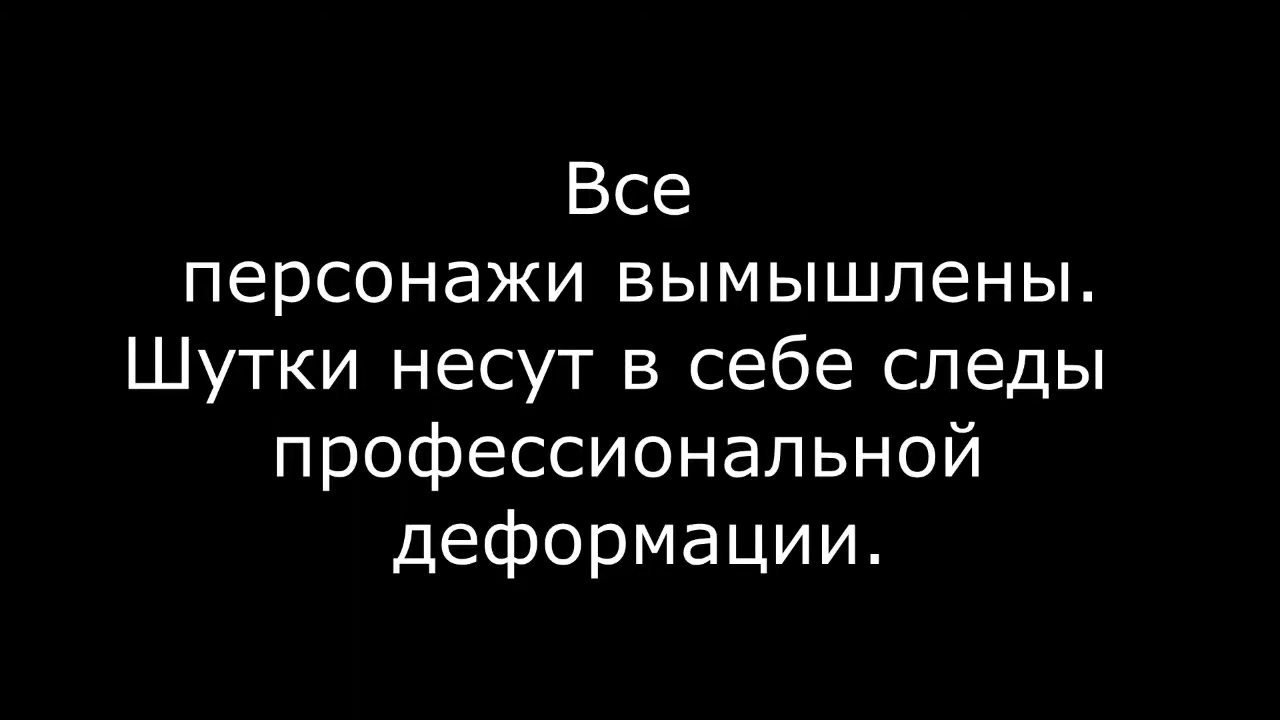 Все
персонажи вымышлены.
Шутки несут в себе следы
профессиональной
деформации.